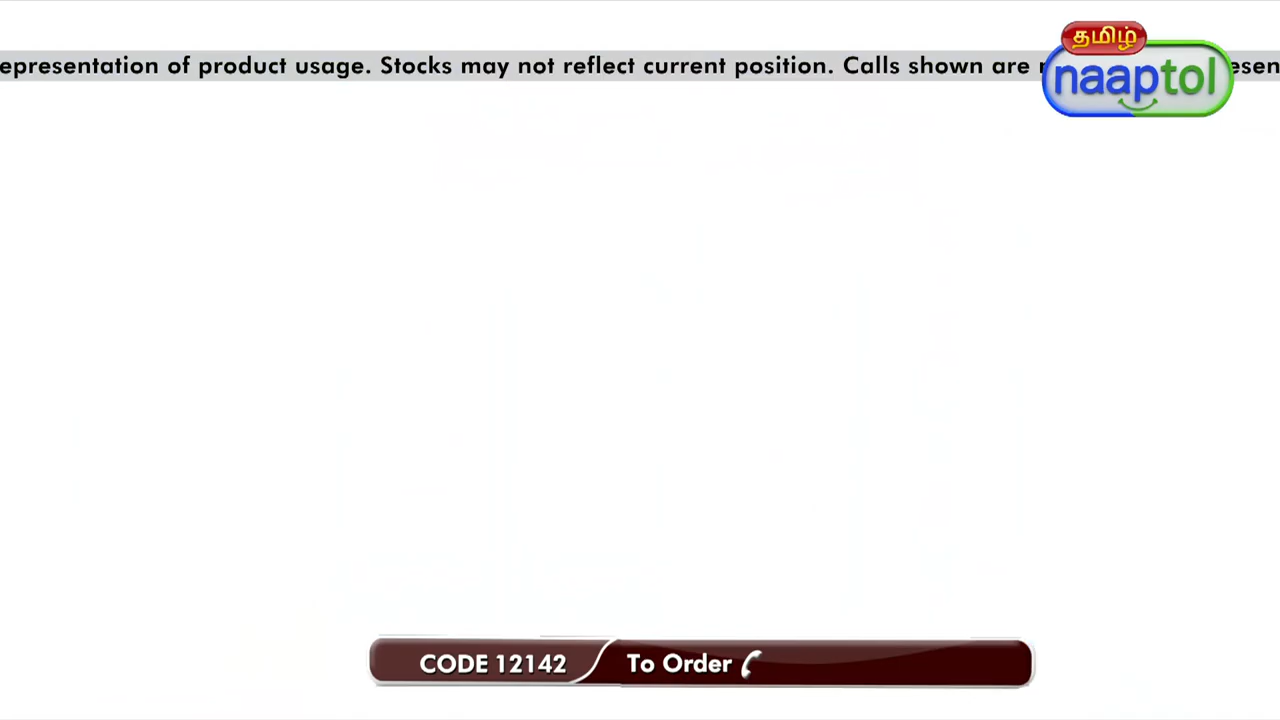 தமிழ்
epresentation of product usage. Stocks may not reflect current position. Calls shown are
naaptol
CODE 12142 To Order